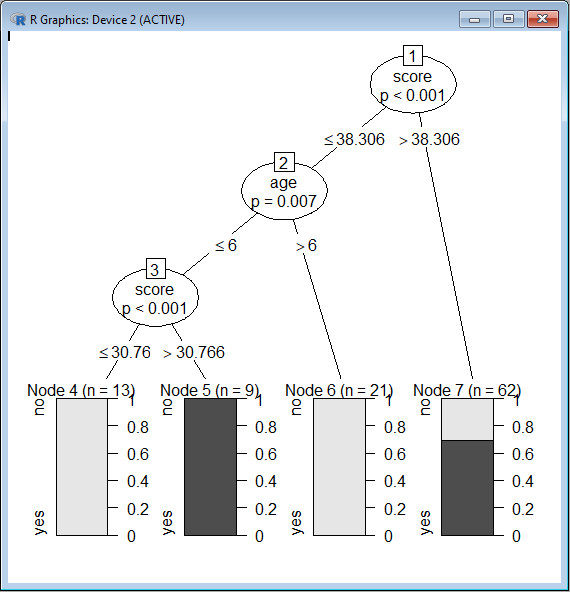 R Graphics: Device 2 (ACTIVE)
1
score
p < 0.001
≤ 38.306
> 38.306
2
age
p = 0.007
≤ 6
> 6
3
score
p < 0.001
≤ 30.76
> 30.766
Node 4 (n = 13)
no
yes
1
0.8
0.6
0.4
0.2
0
Node 5 (n = 9)
no
yes
1
0.8
0.6
0.4
0.2
0
Node 6 (n = 21)
no
yes
1
0.8
0.6
0.4
0.2
0
Node 7 (n = 62)
no
yes
1
0.8
0.6
0.4
0.2
0